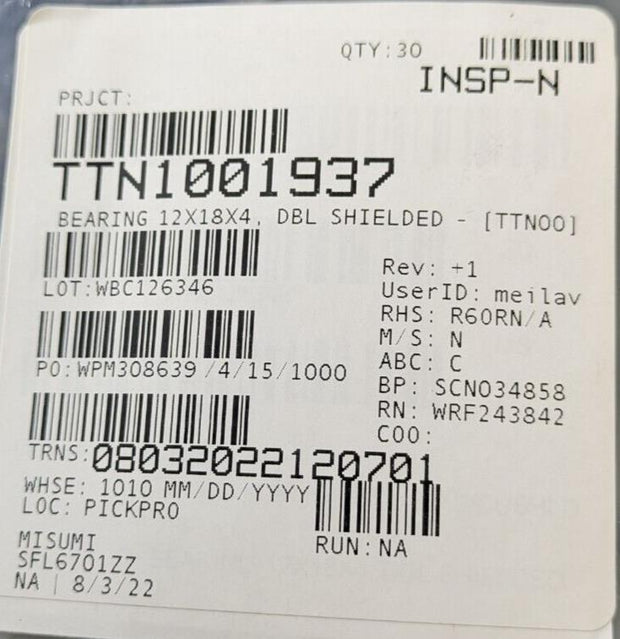 QTY:30
INSP-N
PRJCT:
TTN1001937
BEARING 12X18X4, DBL SHIELDED - [TTN00]
LOT:WBC126346
PO:WPM308639 /4/15/1000
Rev: +1
UserID: meilav
RHS: R60RN/A
M/S: N
ABC: C
BP: SCN034858
RN: WRF243842
COO:
TRNS:08032022120701
WHSE: 1010 MM/DD/YYYY
LOC: PICKPRO
RUN: NA
MISUMI
SFL6701ZZ
NA | 8/3/22